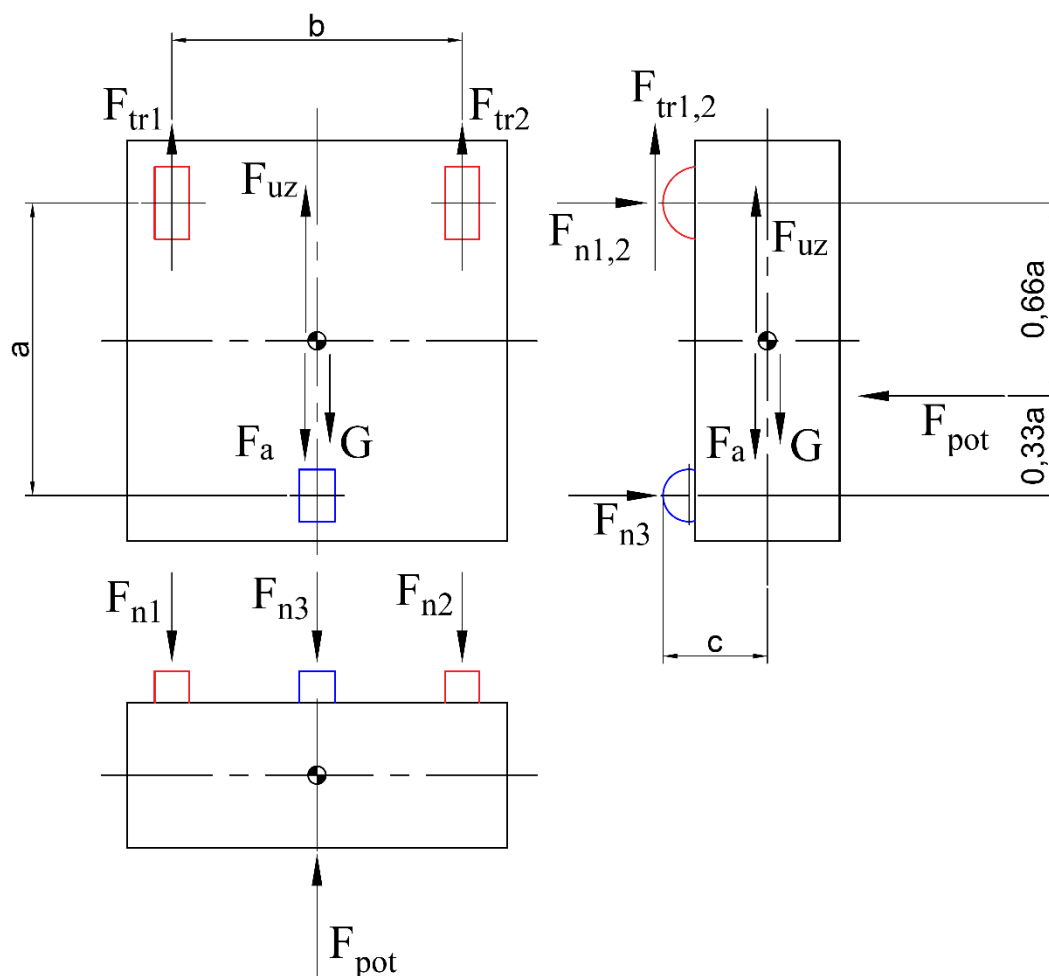 b
F_tr1
F_tr2
F_uz
a
F_a
G
F_tr1,2
F_n1,2
F_uz
0,66a
F_pot
F_a
G
0,33a
F_n3
c
F_n1
F_n3
F_n2
F_pot